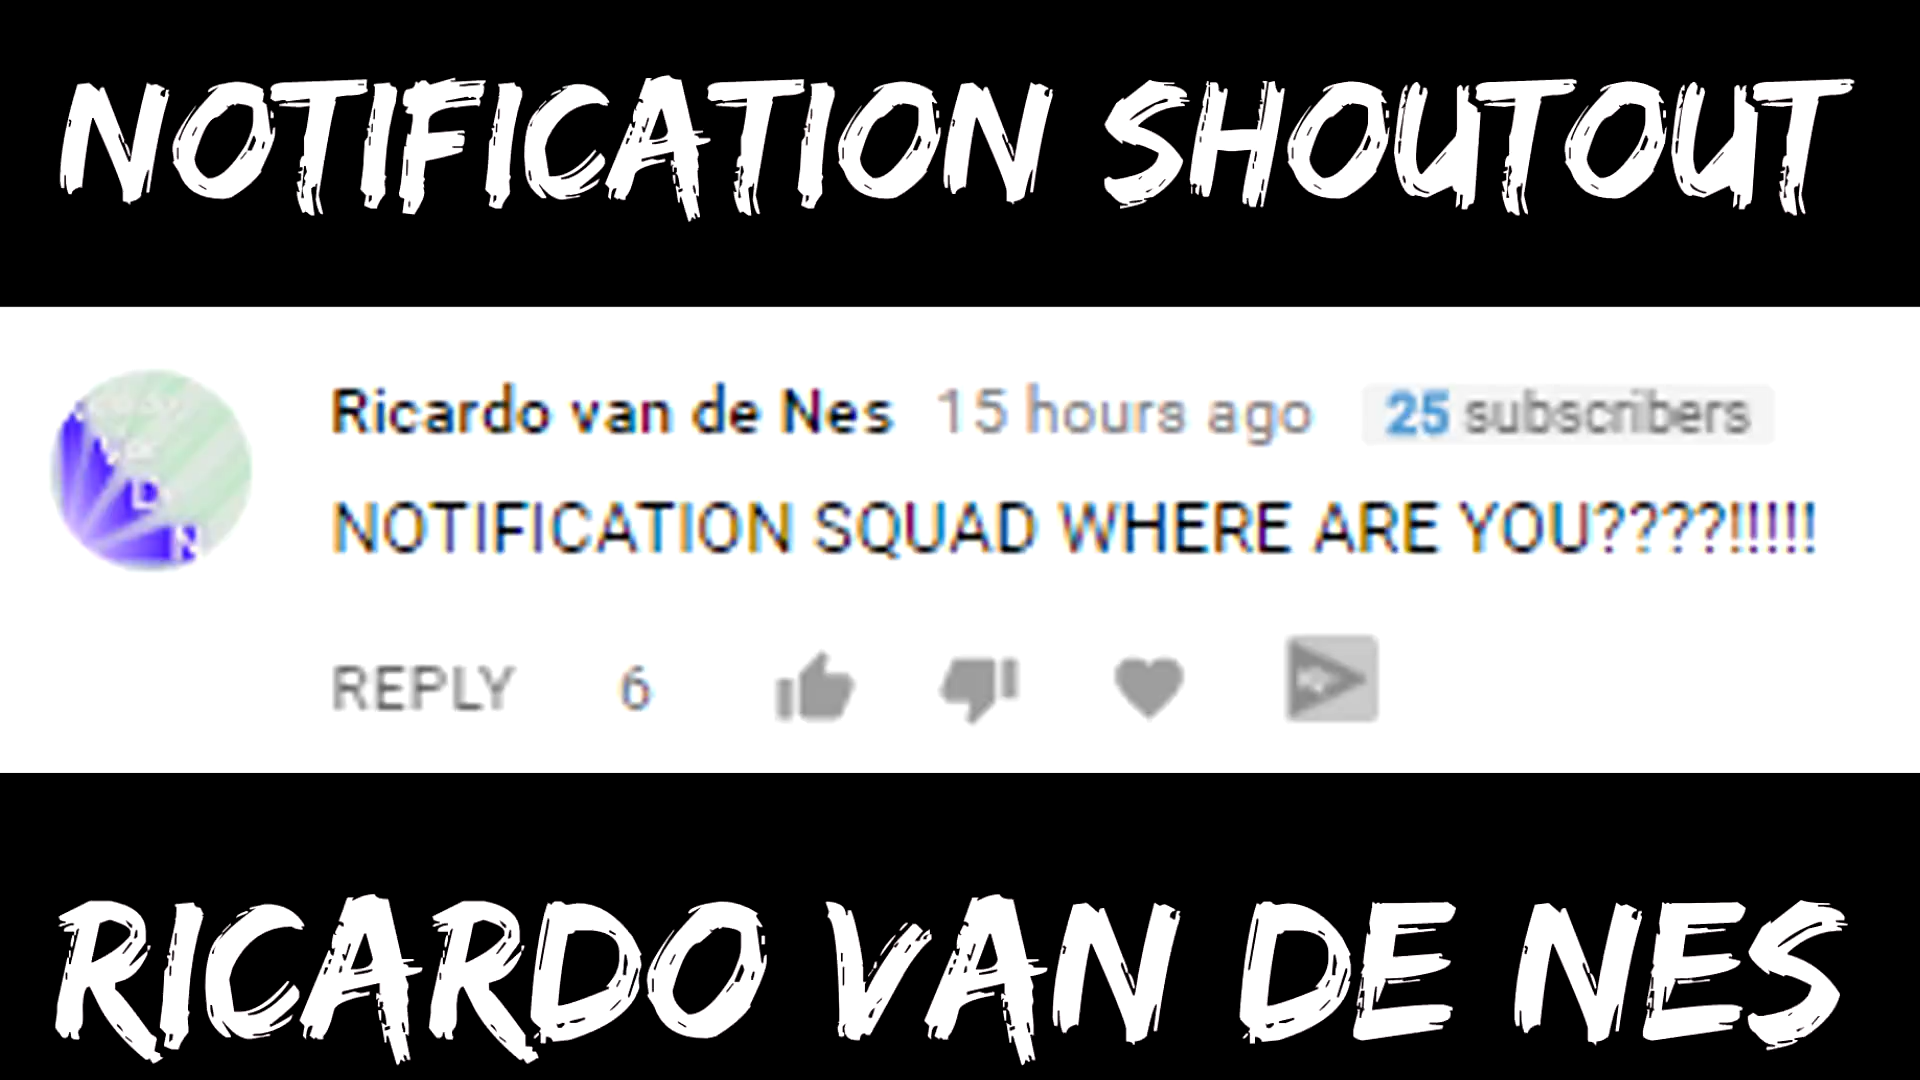 NOTIFICATION SHOUTOUT
Ricardo van de Nes 15 hours ago 25 subscribers
NOTIFICATION SQUAD WHERE ARE YOU????!!!!!
REPLY 6
RICARDO VAN DE NES